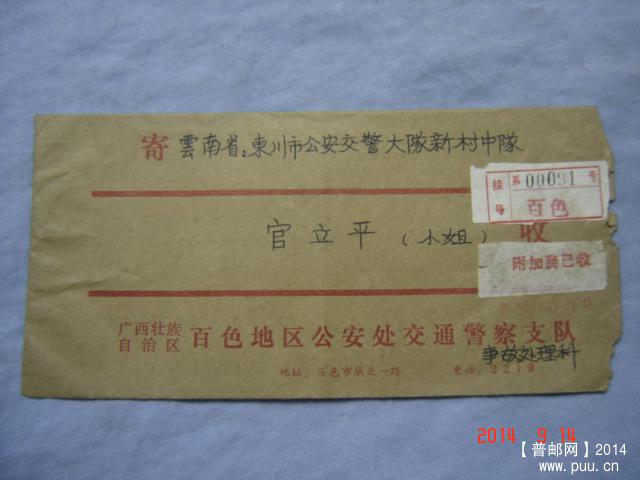 寄 雲南省：東川市公安交警大隊新村中隊
挂号 第00091号
百色
官立平（小姐） 收
附加费已收
广西壮族自治区 百色地区公安处交通警察支队
事故处理科
地址：百色市城北一路 电话：2219
2014 9 14
【普邮网】2014
www.puu.cn